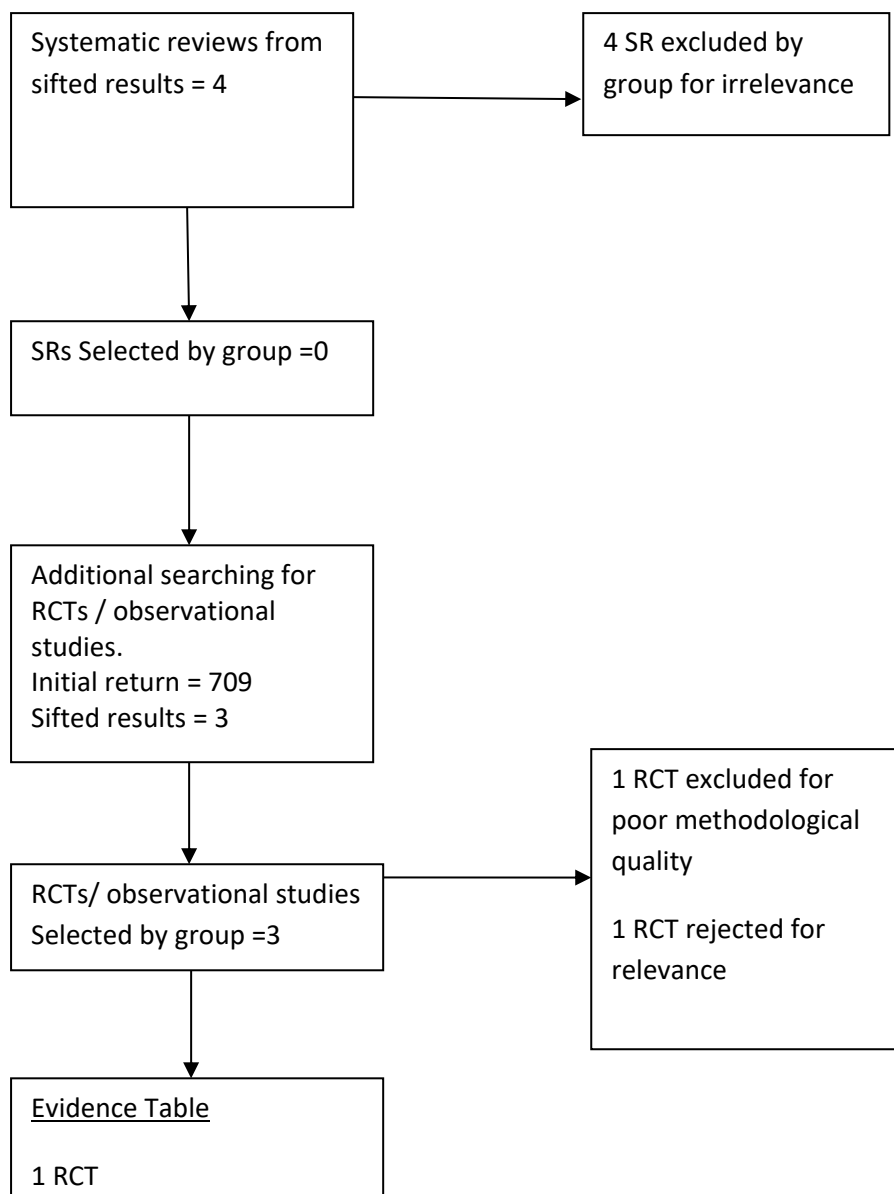 Systematic reviews from
sifted results = 4
4 SR excluded by
group for irrelevance
SRs Selected by group =0
Additional searching for
RCTs / observational
studies.
Initial return = 709
Sifted results = 3
RCTs/ observational studies
Selected by group =3
1 RCT excluded for
poor methodological
quality
1 RCT rejected for
relevance
Evidence Table
1 RCT